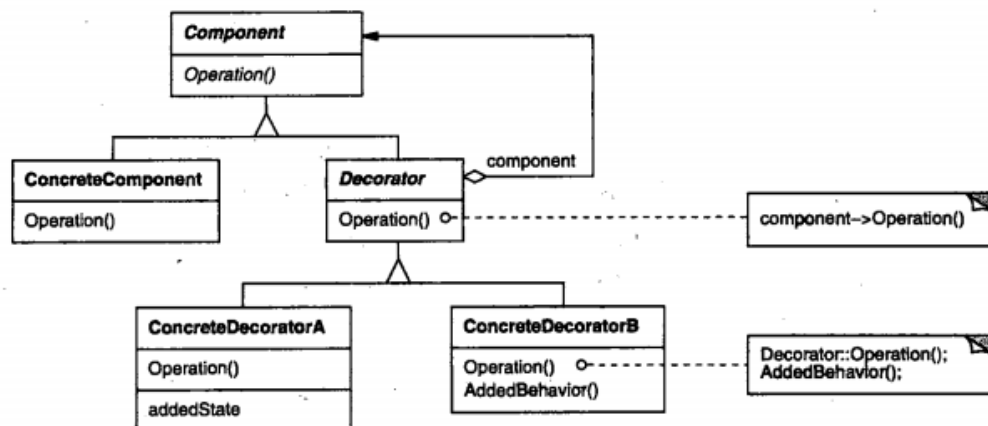 Component
Operation()
component
ConcreteComponent
Operation()
Decorator
Operation()
component–>Operation()
ConcreteDecoratorA
Operation()
addedState
ConcreteDecoratorB
Operation()
AddedBehavior()
Decorator::Operation();
AddedBehavior();